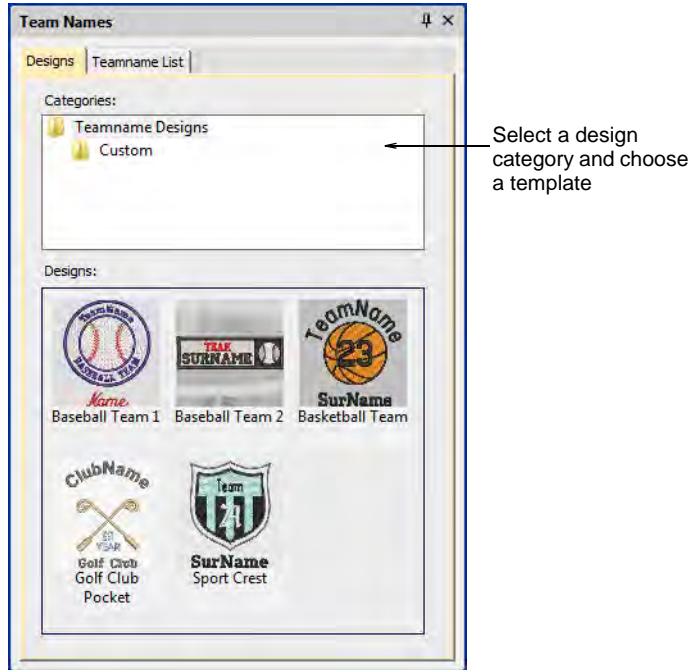 Team Names
Designs
Teamname List
Categories:
Teamname Designs
Custom
Select a design
category and choose
a template
Designs:
TeamName
BASEBALL TEAM
Name
Baseball Team 1
TEAM
SURNAME
Baseball Team 2
TeamName
23
SurName
Basketball Team
ClubName
YEAR
Golf Club
Golf Club
Pocket
Team
SurName
Sport Crest